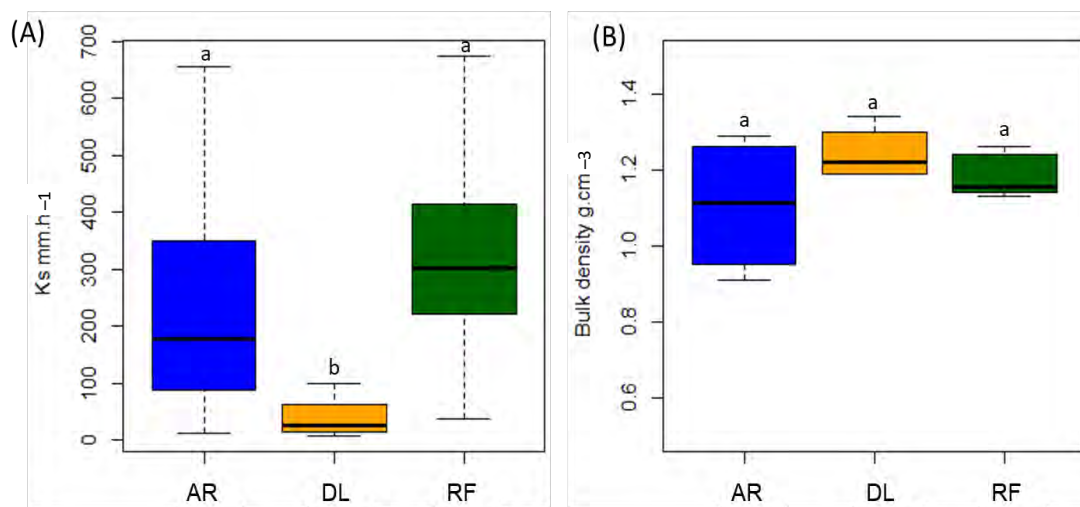 (A)
Ks mm.h−1
700
600
500
400
300
200
100
0
a
b
a
AR DL RF
(B)
Bulk density g.cm−3
1.4
1.2
1.0
0.8
0.6
a
a
a
AR DL RF